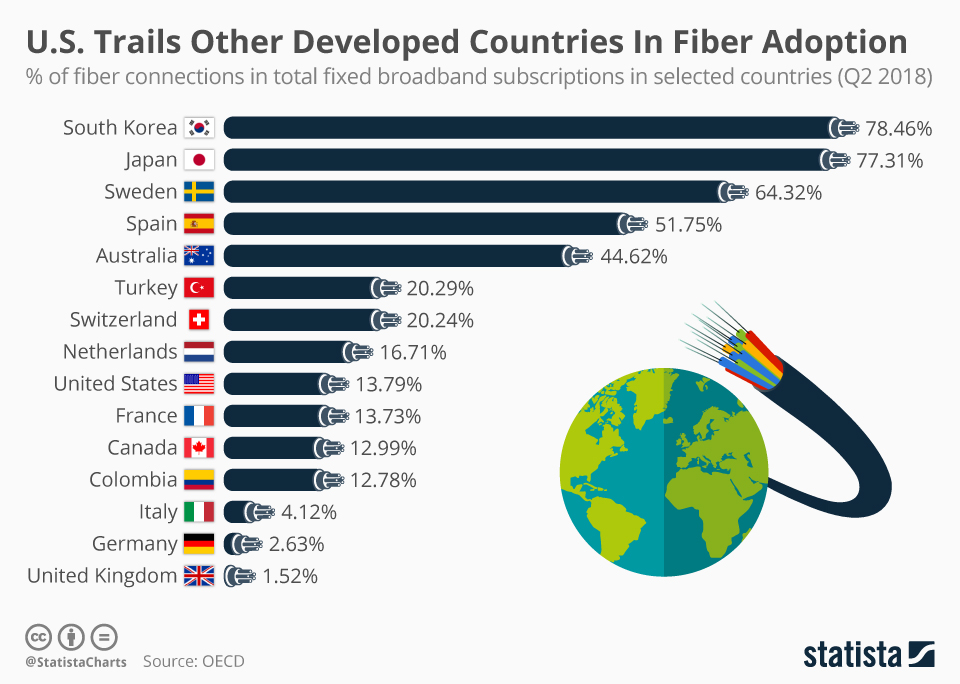 U.S. Trails Other Developed Countries In Fiber Adoption
% of fiber connections in total fixed broadband subscriptions in selected countries (Q2 2018)
South Korea 78.46%
Japan 77.31%
Sweden 64.32%
Spain 51.75%
Australia 44.62%
Turkey 20.29%
Switzerland 20.24%
Netherlands 16.71%
United States 13.79%
France 13.73%
Canada 12.99%
Colombia 12.78%
Italy 4.12%
Germany 2.63%
United Kingdom 1.52%
cc
@StatistaCharts Source: OECD
statista